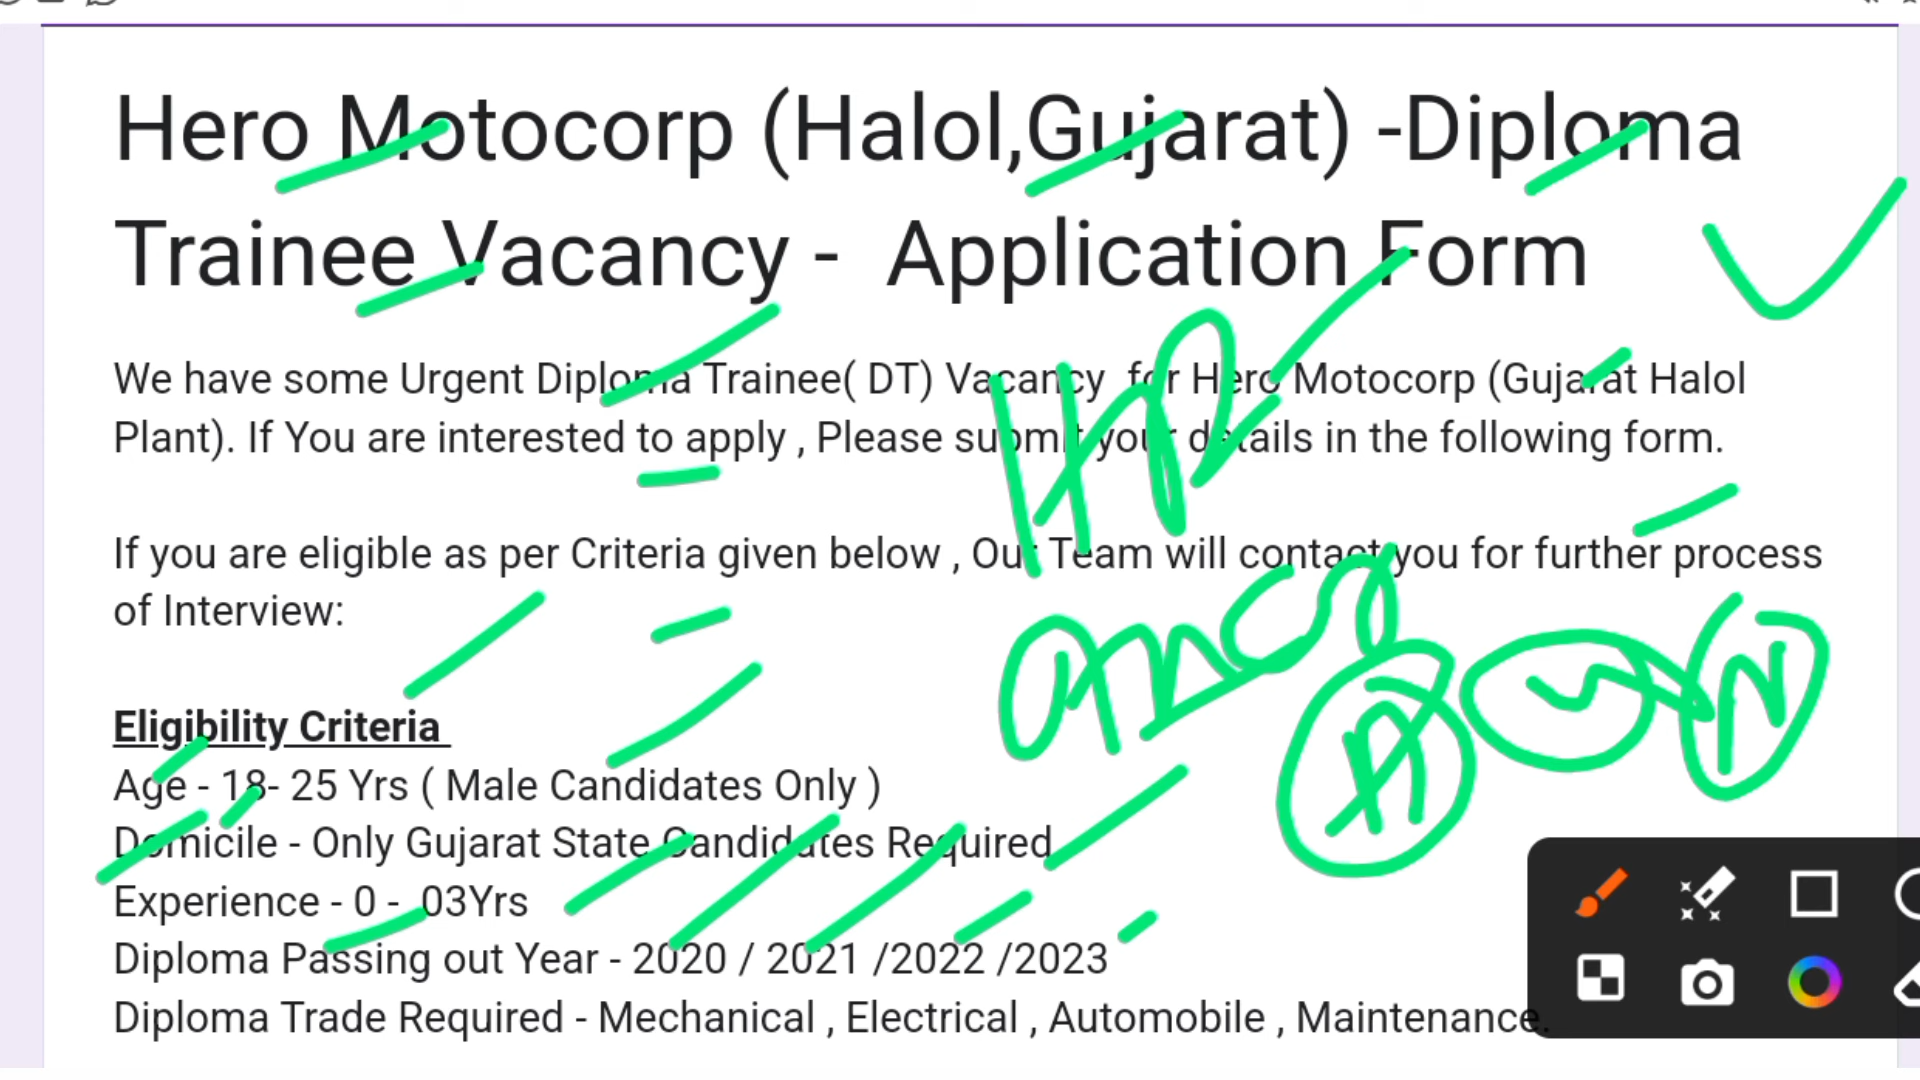 Hero Motocorp (Halol,Gujarat) -Diploma
Trainee Vacancy - Application Form
We have some Urgent Diploma Trainee( DT) Vacancy for Hero Motocorp (Gujarat Halol
Plant). If You are interested to apply , Please submit your details in the following form.
If you are eligible as per Criteria given below , Our Team will contact you for further process
of Interview:
Eligibility Criteria
Age - 18- 25 Yrs ( Male Candidates Only )
Domicile - Only Gujarat State Candidates Required
Experience - 0 - 03Yrs
Diploma Passing out Year - 2020 / 2021 /2022 /2023
Diploma Trade Required - Mechanical , Electrical , Automobile , Maintenance.